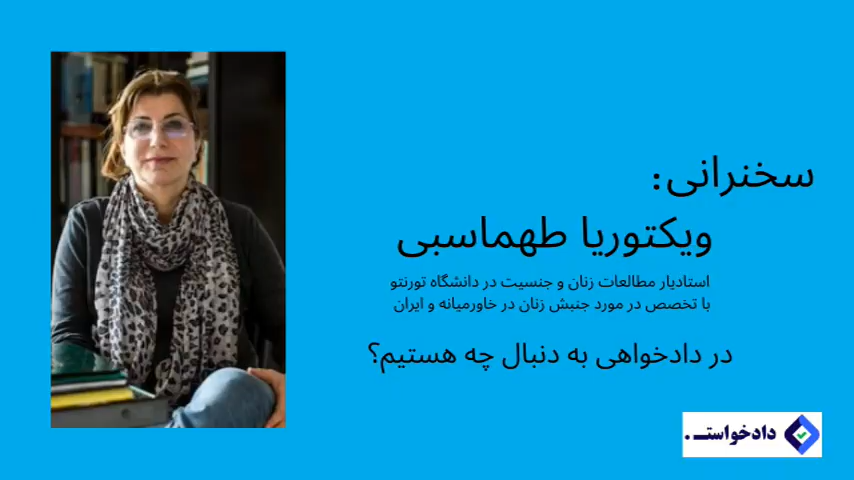 سخنرانی:
ویکتوریا طهماسبی
استادیار مطالعات زنان و جنسیت در دانشگاه تورنتو
با تخصص در مورد جنبش زنان در خاورمیانه و ایران
در دادخواهی به دنبال چه هستیم؟
دادخواستــ .